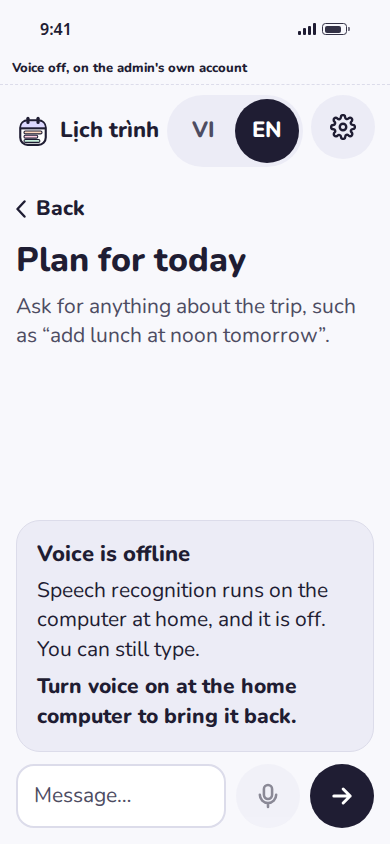 9:41
Voice off, on the admin's own account
Lịch trình
VI
EN
Back
Plan for today
Ask for anything about the trip, such
as “add lunch at noon tomorrow”.
Voice is offline
Speech recognition runs on the
computer at home, and it is off.
You can still type.
Turn voice on at the home
computer to bring it back.
Message...